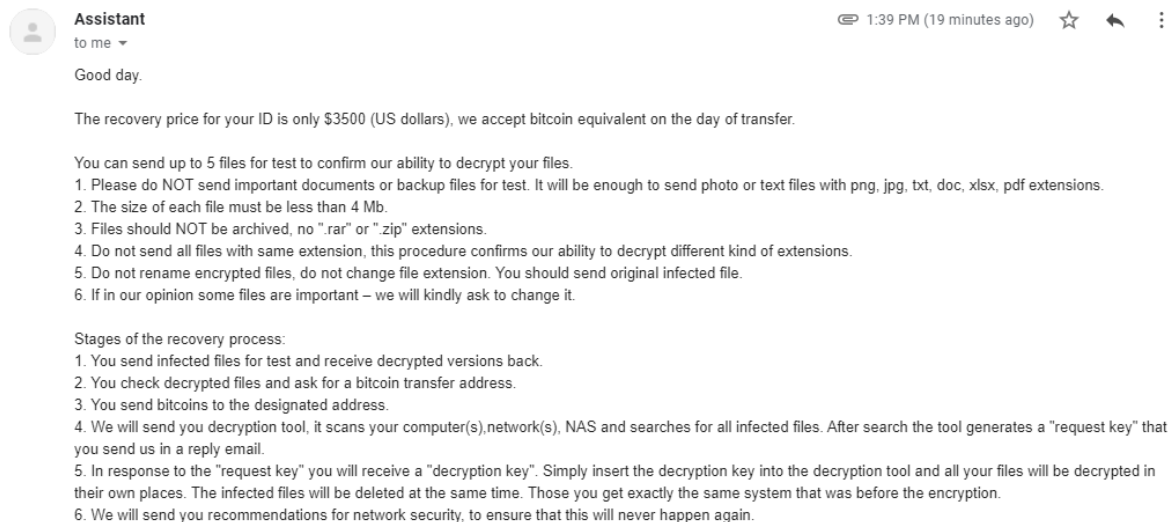 Assistant
1:39 PM (19 minutes ago)
to me
Good day.
The recovery price for your ID is only $3500 (US dollars), we accept bitcoin equivalent on the day of transfer.
You can send up to 5 files for test to confirm our ability to decrypt your files.
1. Please do NOT send important documents or backup files for test. It will be enough to send photo or text files with png, jpg, txt, doc, xlsx, pdf extensions.
2. The size of each file must be less than 4 Mb.
3. Files should NOT be archived, no ".rar" or ".zip" extensions.
4. Do not send all files with same extension, this procedure confirms our ability to decrypt different kind of extensions.
5. Do not rename encrypted files, do not change file extension. You should send original infected file.
6. If in our opinion some files are important – we will kindly ask to change it.
Stages of the recovery process:
1. You send infected files for test and receive decrypted versions back.
2. You check decrypted files and ask for a bitcoin transfer address.
3. You send bitcoins to the designated address.
4. We will send you decryption tool, it scans your computer(s),network(s), NAS and searches for all infected files. After search the tool generates a "request key" that
you send us in a reply email.
5. In response to the "request key" you will receive a "decryption key". Simply insert the decryption key into the decryption tool and all your files will be decrypted in
their own places. The infected files will be deleted at the same time. Those you get exactly the same system that was before the encryption.
6. We will send you recommendations for network security, to ensure that this will never happen again.